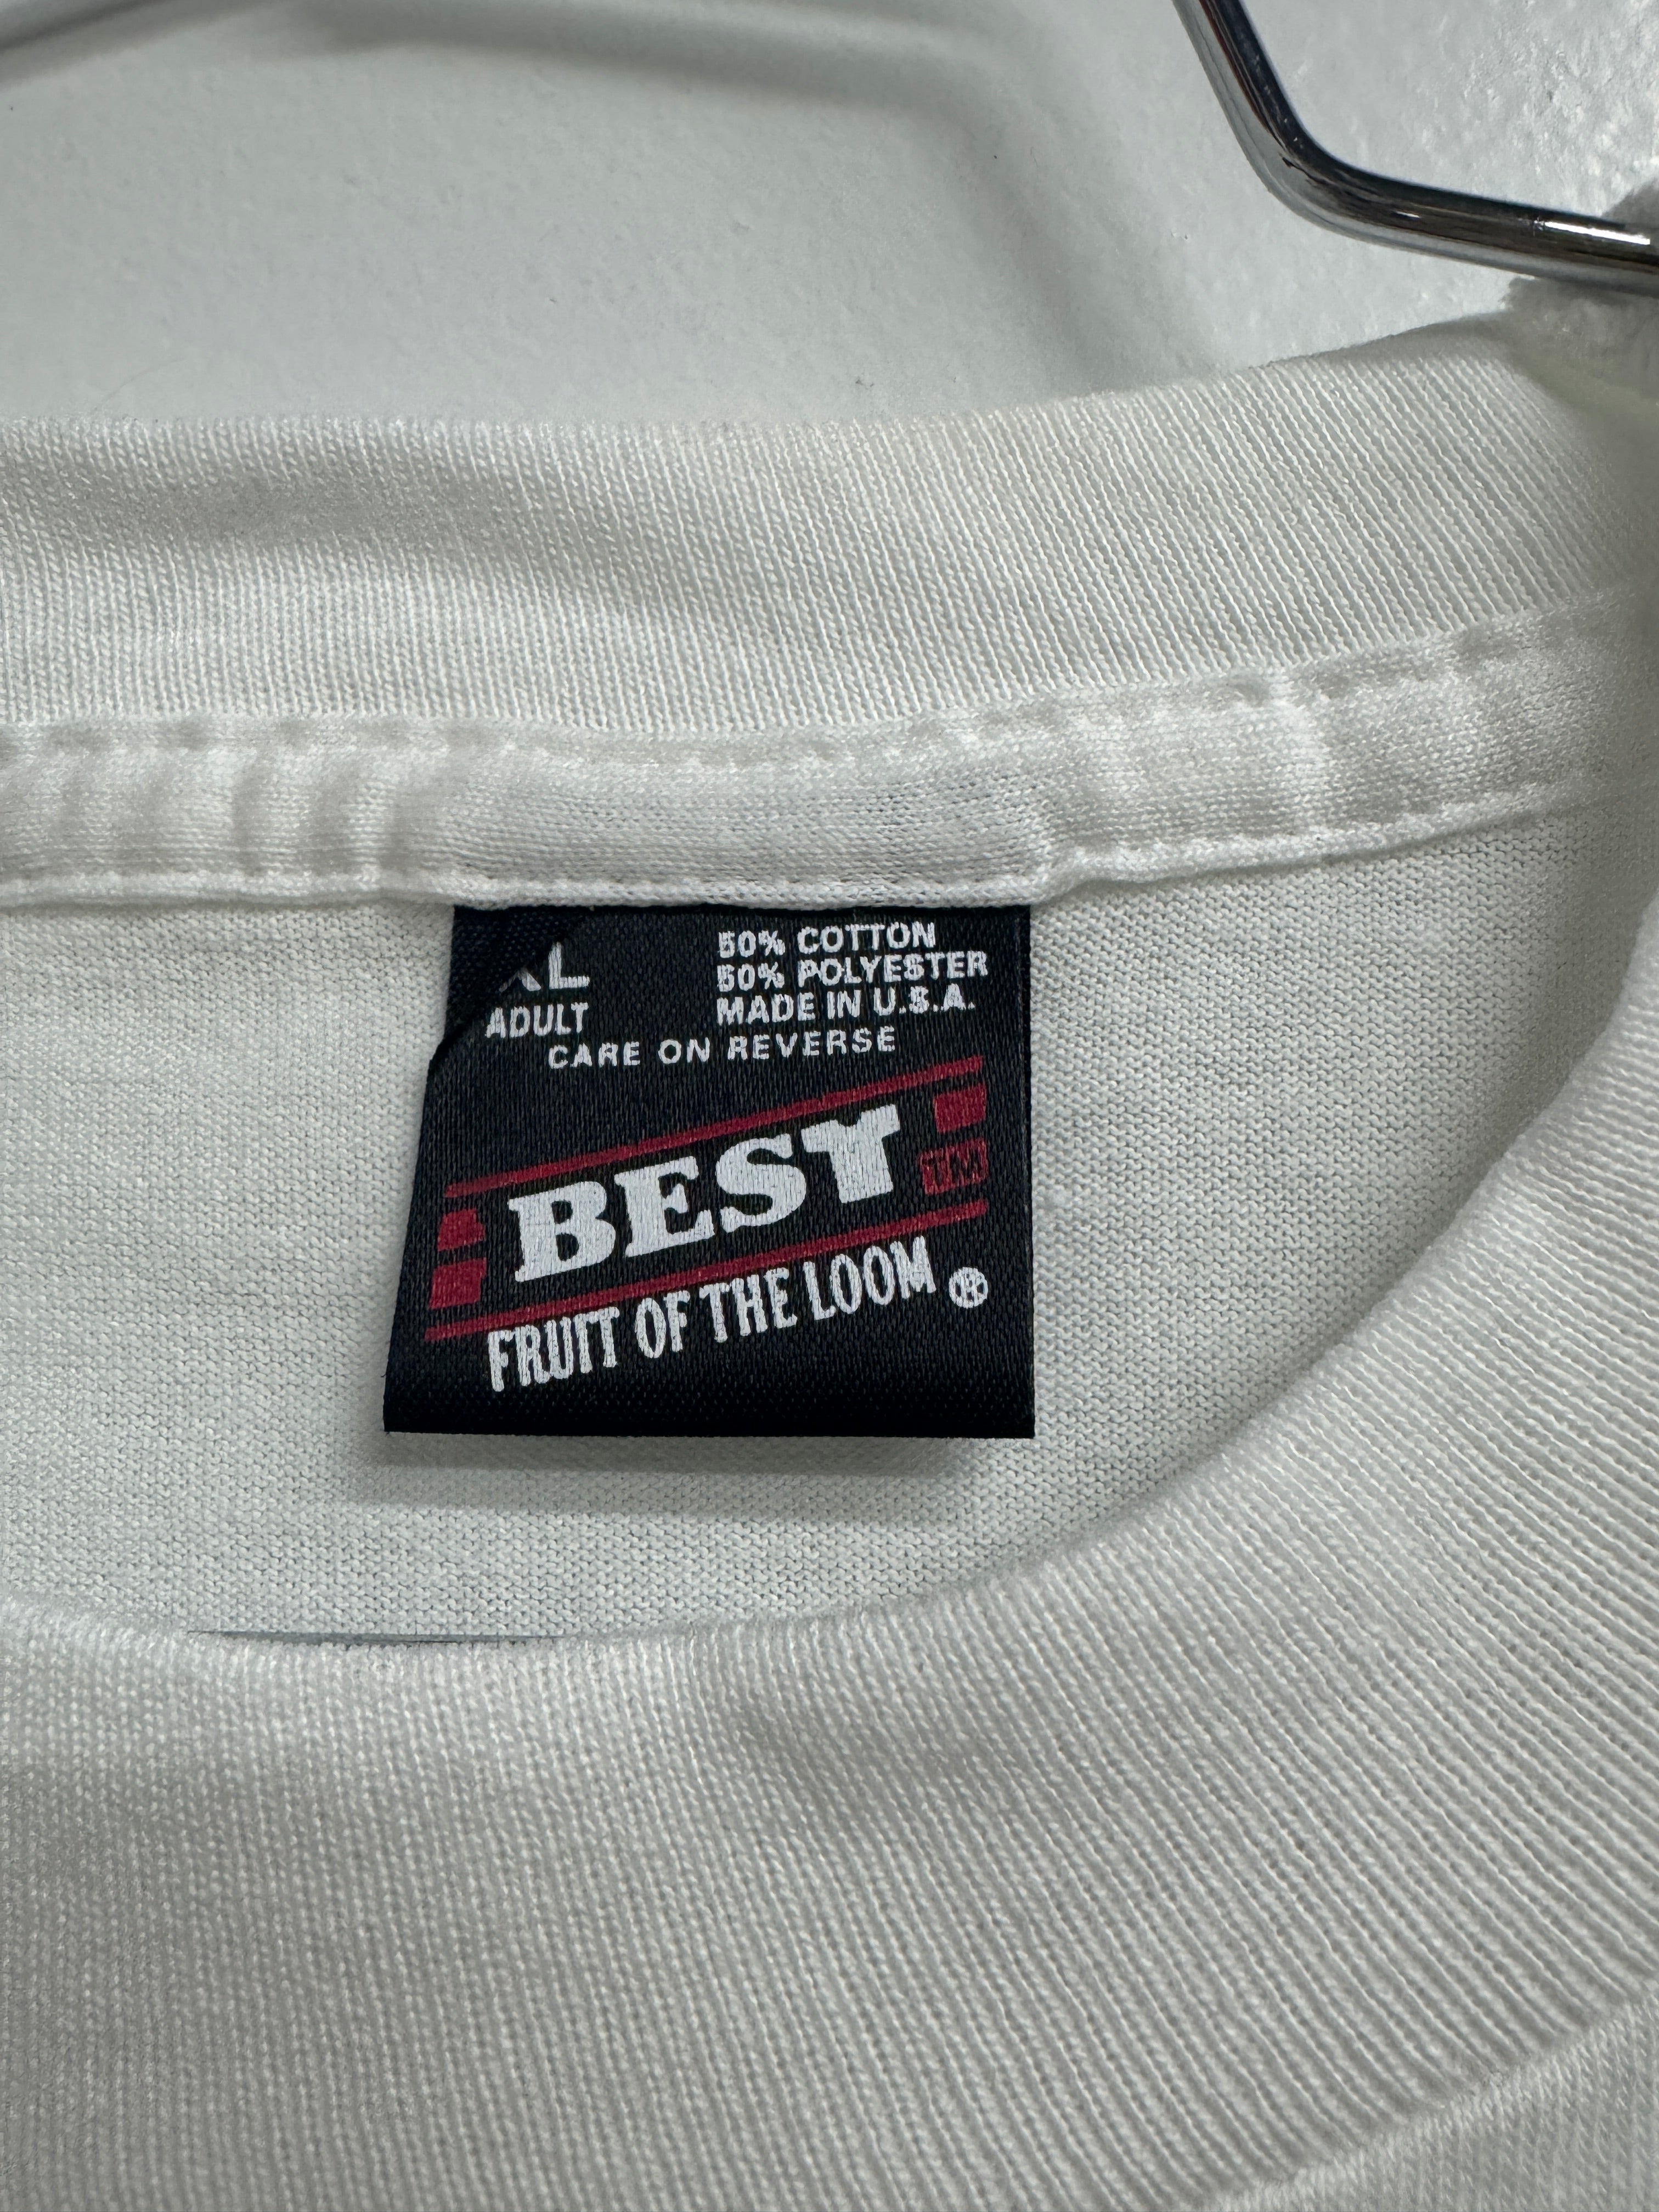 XL
ADULT
50% COTTON
50% POLYESTER
MADE IN U.S.A.
CARE ON REVERSE
BEST TM
FRUIT OF THE LOOM ®